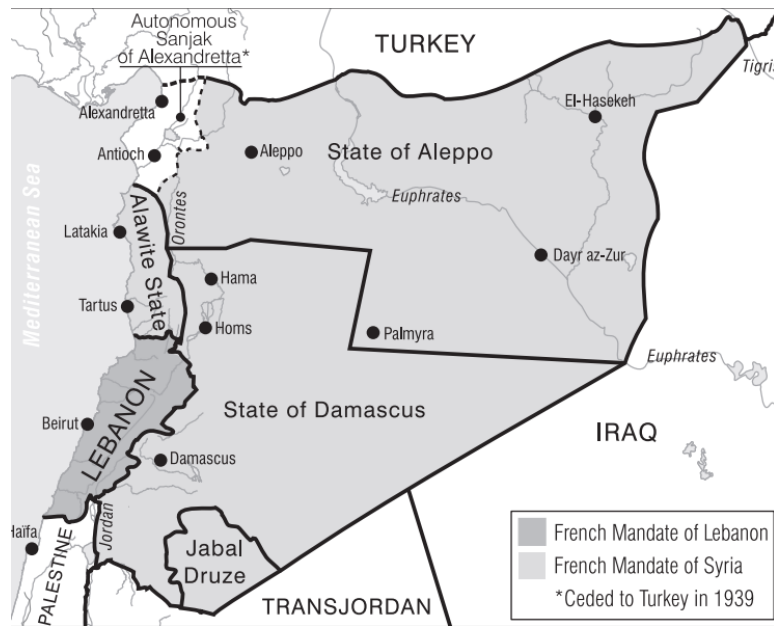 Autonomous
Sanjak
of Alexandretta*
TURKEY
Tigris
Alexandretta
El-Hasekeh
Antioch
Aleppo
State of Aleppo
Mediterranean Sea
Orontes
Euphrates
Alawite State
Latakia
Dayr az-Zur
Hama
Tartus
Homs
Palmyra
Euphrates
LEBANON
State of Damascus
Beirut
IRAQ
Damascus
Jordan
Haïfa
PALESTINE
Jabal
Druze
TRANSJORDAN
French Mandate of Lebanon
French Mandate of Syria
*Ceded to Turkey in 1939